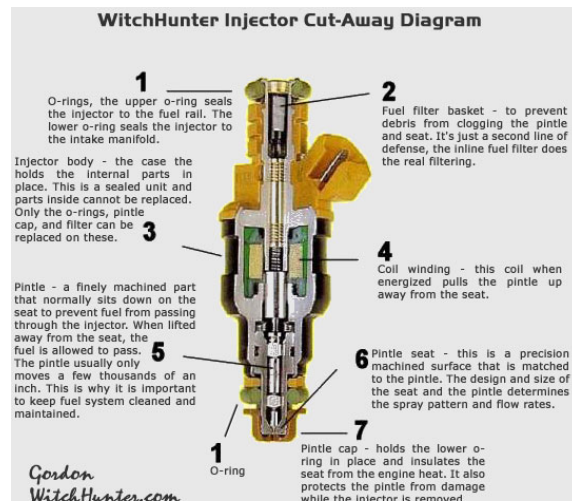 WitchHunter Injector Cut-Away Diagram
1
O-rings, the upper o-ring seals
the injector to the fuel rail. The
lower o-ring seals the injector to
the intake manifold.
2
Fuel filter basket - to prevent
debris from clogging the pintle
and seat. It's just a second line of
defense, the inline fuel filter does
the real filtering.
Injector body - the case the
holds the internal parts in
place. This is a sealed unit and
parts inside cannot be replaced.
Only the o-rings, pintle
cap, and filter can be
replaced on these.
3
4
Coil winding - this coil when
energized pulls the pintle up
away from the seat.
Pintle - a finely machined part
that normally sits down on the
seat to prevent fuel from passing
through the injector. When lifted
away from the seat, the
fuel is allowed to pass.
The pintle usually only
moves a few thousands of an
inch. This is why it is important
to keep fuel system cleaned and
maintained.
5
6
Pintle seat - this is a precision
machined surface that is matched
to the pintle. The design and size of
the seat and the pintle determines
the spray pattern and flow rates.
1
O-ring
7
Pintle cap - holds the lower o-
ring in place and insulates the
seat from the engine heat. It also
protects the pintle from damage
while the injector is removed.
Gordon
WitchHunter.com